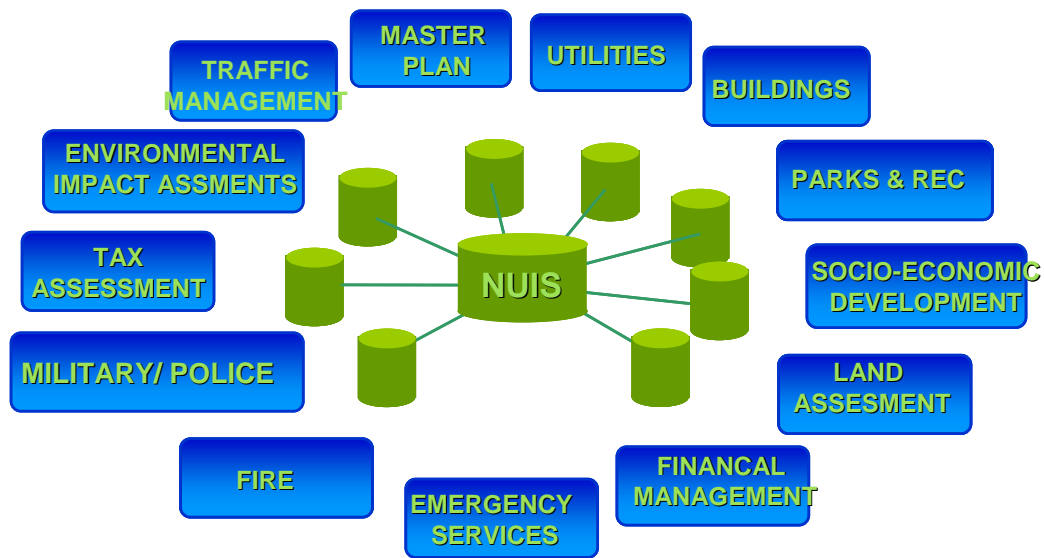 MASTER
PLAN
UTILITIES
TRAFFIC
MANAGEMENT
BUILDINGS
ENVIRONMENTAL
IMPACT ASSMENTS
PARKS & REC
TAX
ASSESSMENT
NUIS
SOCIO-ECONOMIC
DEVELOPMENT
MILITARY/ POLICE
LAND
ASSESMENT
FIRE
EMERGENCY
SERVICES
FINANCAL
MANAGEMENT